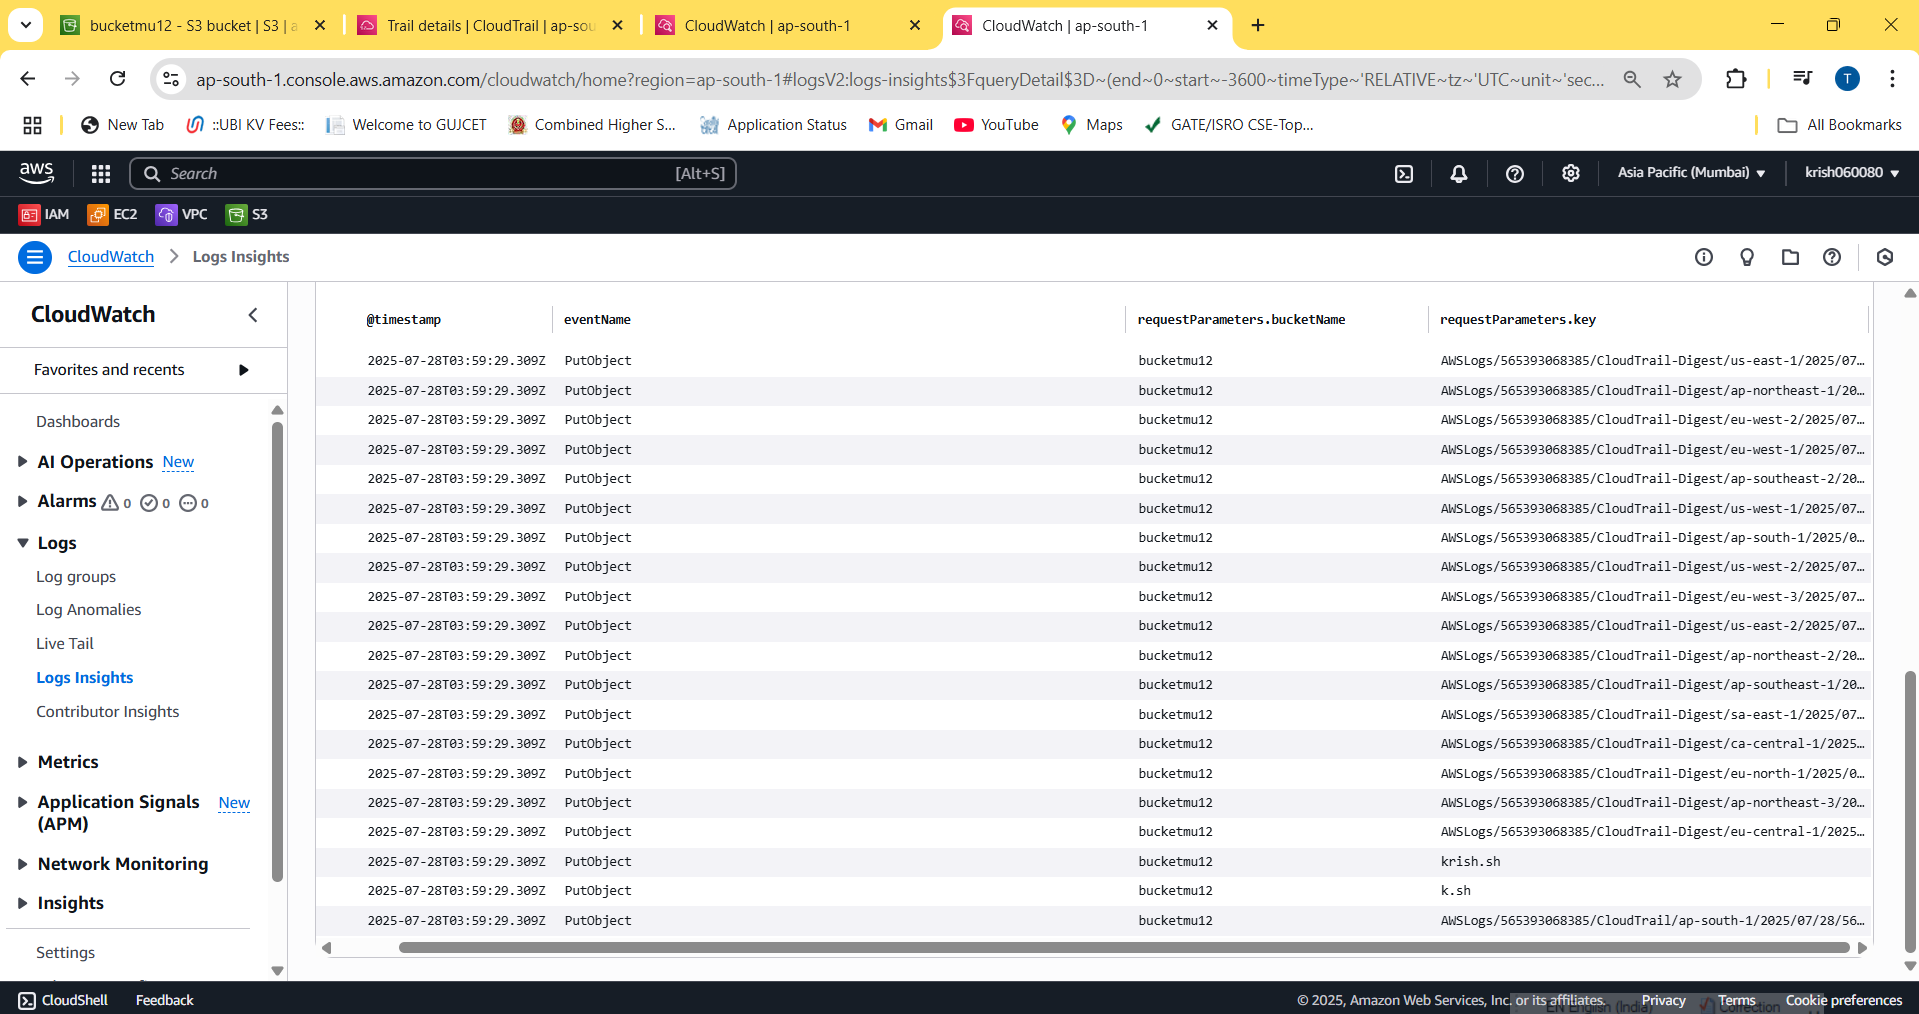 bucketmu12 - S3 bucket | S3 | a
Trail details | CloudTrail | ap-sou
CloudWatch | ap-south-1
CloudWatch | ap-south-1
ap-south-1.console.aws.amazon.com/cloudwatch/home?region=ap-south-1#logsV2:logs-insights$3FqueryDetail$3D~(end~0~start~-3600~timeType~'RELATIVE~tz~'UTC~unit~'sec...
T
New Tab
::UBI KV Fees::
Welcome to GUJCET
Combined Higher S...
Application Status
Gmail
YouTube
Maps
GATE/ISRO CSE-Top...
All Bookmarks
aws
Search
[Alt+S]
Asia Pacific (Mumbai)
krish060080
IAM
EC2
VPC
S3
CloudWatch
Logs Insights
CloudWatch
Favorites and recents
Dashboards
AI Operations New
Alarms 0 0 0
Logs
Log groups
Log Anomalies
Live Tail
Logs Insights
Contributor Insights
Metrics
Application Signals New
(APM)
Network Monitoring
Insights
Settings
@timestamp eventName requestParameters.bucketName requestParameters.key
2025-07-28T03:59:29.309Z PutObject bucketmu12 AWSLogs/565393068385/CloudTrail-Digest/us-east-1/2025/07…
2025-07-28T03:59:29.309Z PutObject bucketmu12 AWSLogs/565393068385/CloudTrail-Digest/ap-northeast-1/20…
2025-07-28T03:59:29.309Z PutObject bucketmu12 AWSLogs/565393068385/CloudTrail-Digest/eu-west-2/2025/07…
2025-07-28T03:59:29.309Z PutObject bucketmu12 AWSLogs/565393068385/CloudTrail-Digest/eu-west-1/2025/07…
2025-07-28T03:59:29.309Z PutObject bucketmu12 AWSLogs/565393068385/CloudTrail-Digest/ap-southeast-2/20…
2025-07-28T03:59:29.309Z PutObject bucketmu12 AWSLogs/565393068385/CloudTrail-Digest/us-west-1/2025/07…
2025-07-28T03:59:29.309Z PutObject bucketmu12 AWSLogs/565393068385/CloudTrail-Digest/ap-south-1/2025/0…
2025-07-28T03:59:29.309Z PutObject bucketmu12 AWSLogs/565393068385/CloudTrail-Digest/us-west-2/2025/07…
2025-07-28T03:59:29.309Z PutObject bucketmu12 AWSLogs/565393068385/CloudTrail-Digest/eu-west-3/2025/07…
2025-07-28T03:59:29.309Z PutObject bucketmu12 AWSLogs/565393068385/CloudTrail-Digest/us-east-2/2025/07…
2025-07-28T03:59:29.309Z PutObject bucketmu12 AWSLogs/565393068385/CloudTrail-Digest/ap-northeast-2/20…
2025-07-28T03:59:29.309Z PutObject bucketmu12 AWSLogs/565393068385/CloudTrail-Digest/ap-southeast-1/20…
2025-07-28T03:59:29.309Z PutObject bucketmu12 AWSLogs/565393068385/CloudTrail-Digest/sa-east-1/2025/07…
2025-07-28T03:59:29.309Z PutObject bucketmu12 AWSLogs/565393068385/CloudTrail-Digest/ca-central-1/2025…
2025-07-28T03:59:29.309Z PutObject bucketmu12 AWSLogs/565393068385/CloudTrail-Digest/eu-north-1/2025/0…
2025-07-28T03:59:29.309Z PutObject bucketmu12 AWSLogs/565393068385/CloudTrail-Digest/ap-northeast-3/20…
2025-07-28T03:59:29.309Z PutObject bucketmu12 AWSLogs/565393068385/CloudTrail-Digest/eu-central-1/2025…
2025-07-28T03:59:29.309Z PutObject bucketmu12 krish.sh
2025-07-28T03:59:29.309Z PutObject bucketmu12 k.sh
2025-07-28T03:59:29.309Z PutObject bucketmu12 AWSLogs/565393068385/CloudTrail/ap-south-1/2025/07/28/56…
CloudShell
Feedback
© 2025, Amazon Web Services, Inc. or its affiliates.
Privacy
Terms
Cookie preferences
EN English (India)
Correction